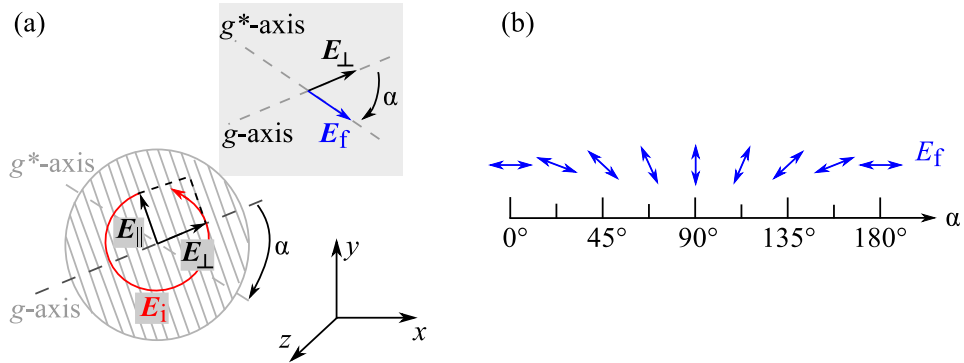 (a)
g*-axis
E⊥
α
g-axis
Ef
g*-axis
E∥
E⊥
α
g-axis
Ei
y
x
z
(b)
Ef
α
0°
45°
90°
135°
180°